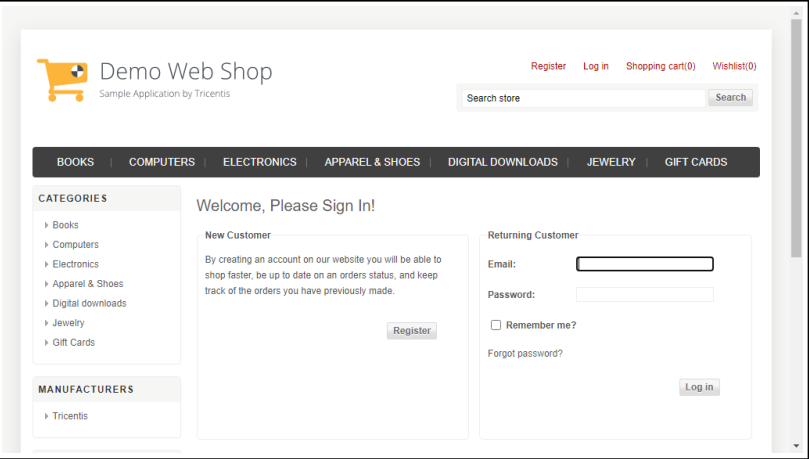 Demo Web Shop
Sample Application by Tricentis
Register Log in Shopping cart(0) Wishlist(0)
Search store Search
BOOKS | COMPUTERS | ELECTRONICS | APPAREL & SHOES | DIGITAL DOWNLOADS | JEWELRY | GIFT CARDS
CATEGORIES
Books
Computers
Electronics
Apparel & Shoes
Digital downloads
Jewelry
Gift Cards
MANUFACTURERS
Tricentis
Welcome, Please Sign In!
New Customer
By creating an account on our website you will be able to
shop faster, be up to date on an orders status, and keep
track of the orders you have previously made.
Register
Returning Customer
Email:
Password:
Remember me?
Forgot password?
Log in